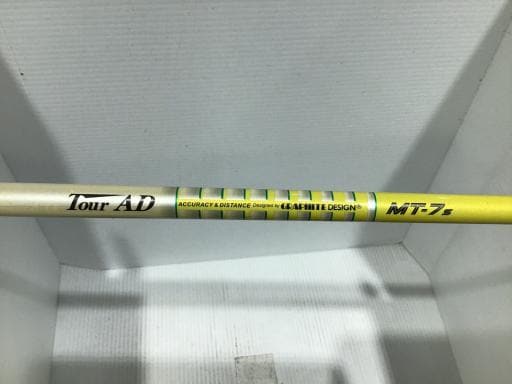 Tour AD ACCURACY & DISTANCE Designed by GRAPHITE DESIGN® MT-7s